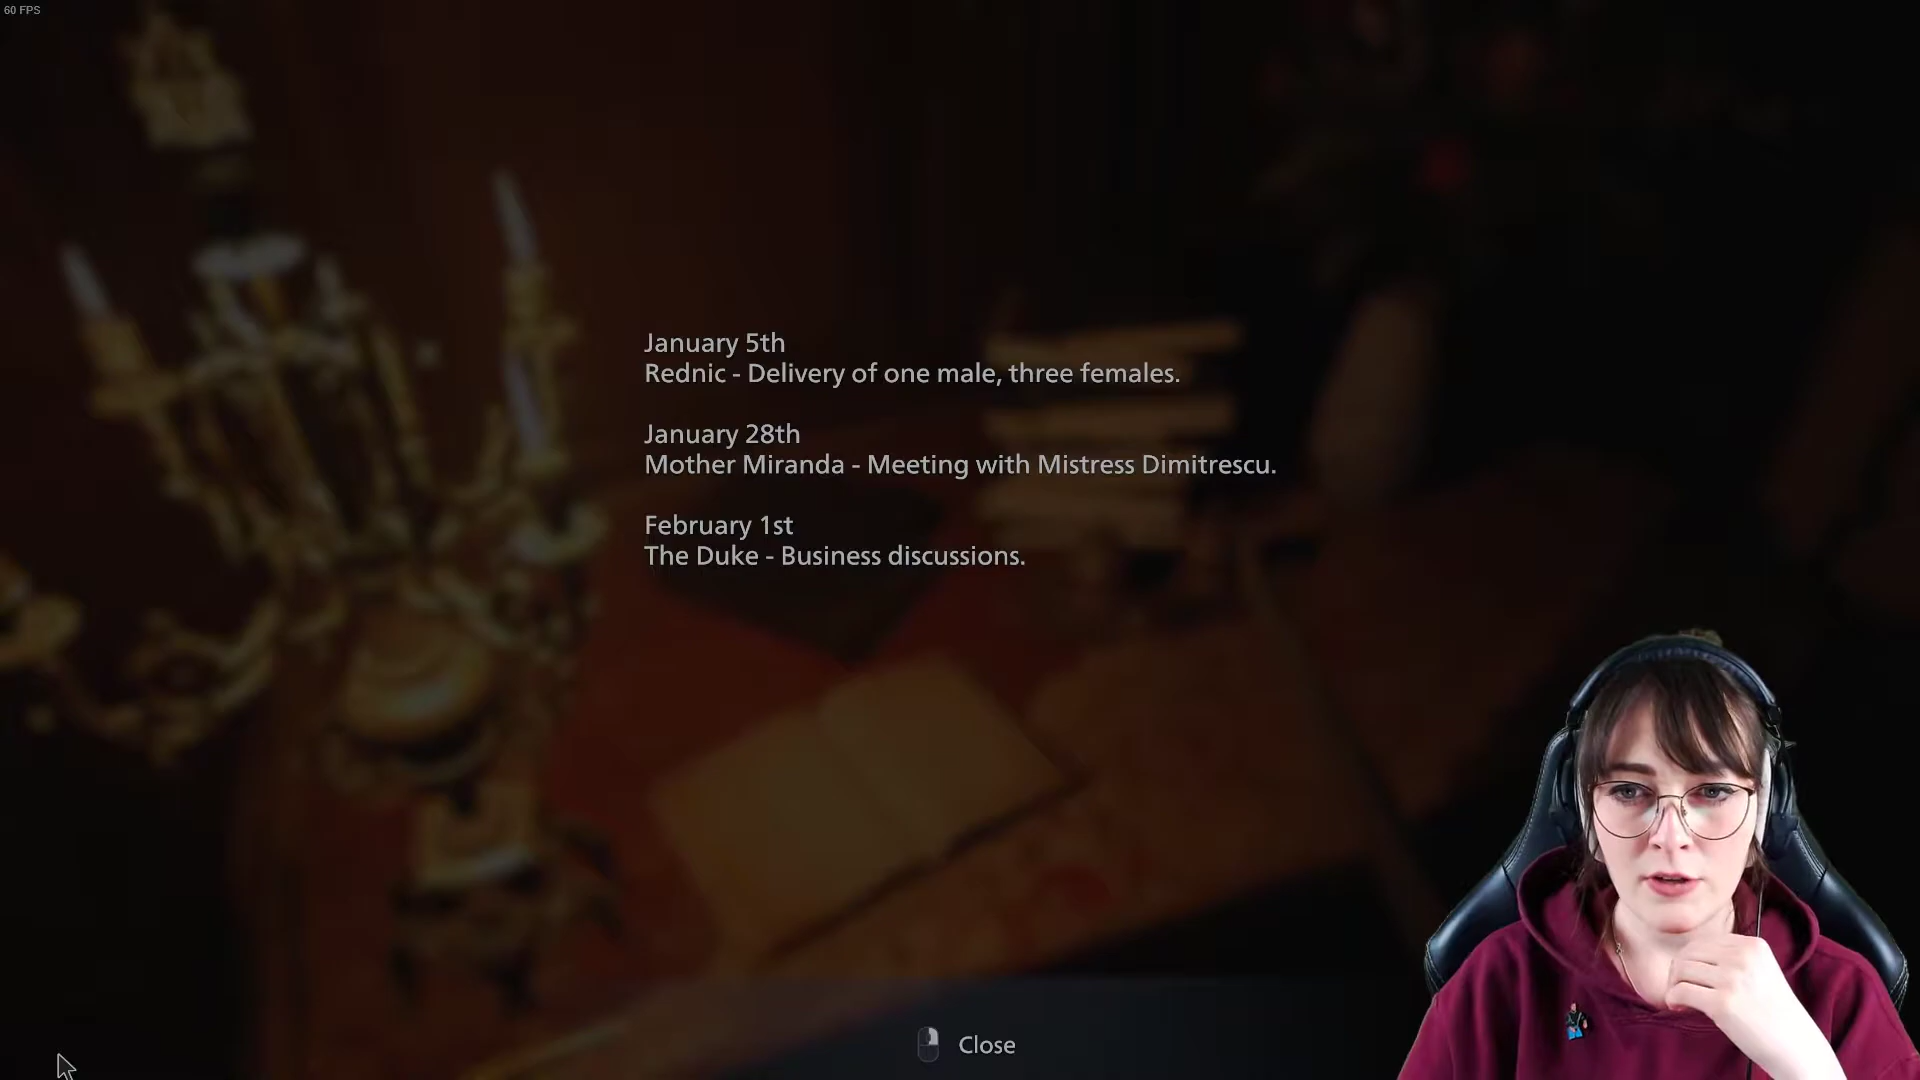 60 FPS
January 5th
Rednic - Delivery of one male, three females.
January 28th
Mother Miranda - Meeting with Mistress Dimitrescu.
February 1st
The Duke - Business discussions.
Close